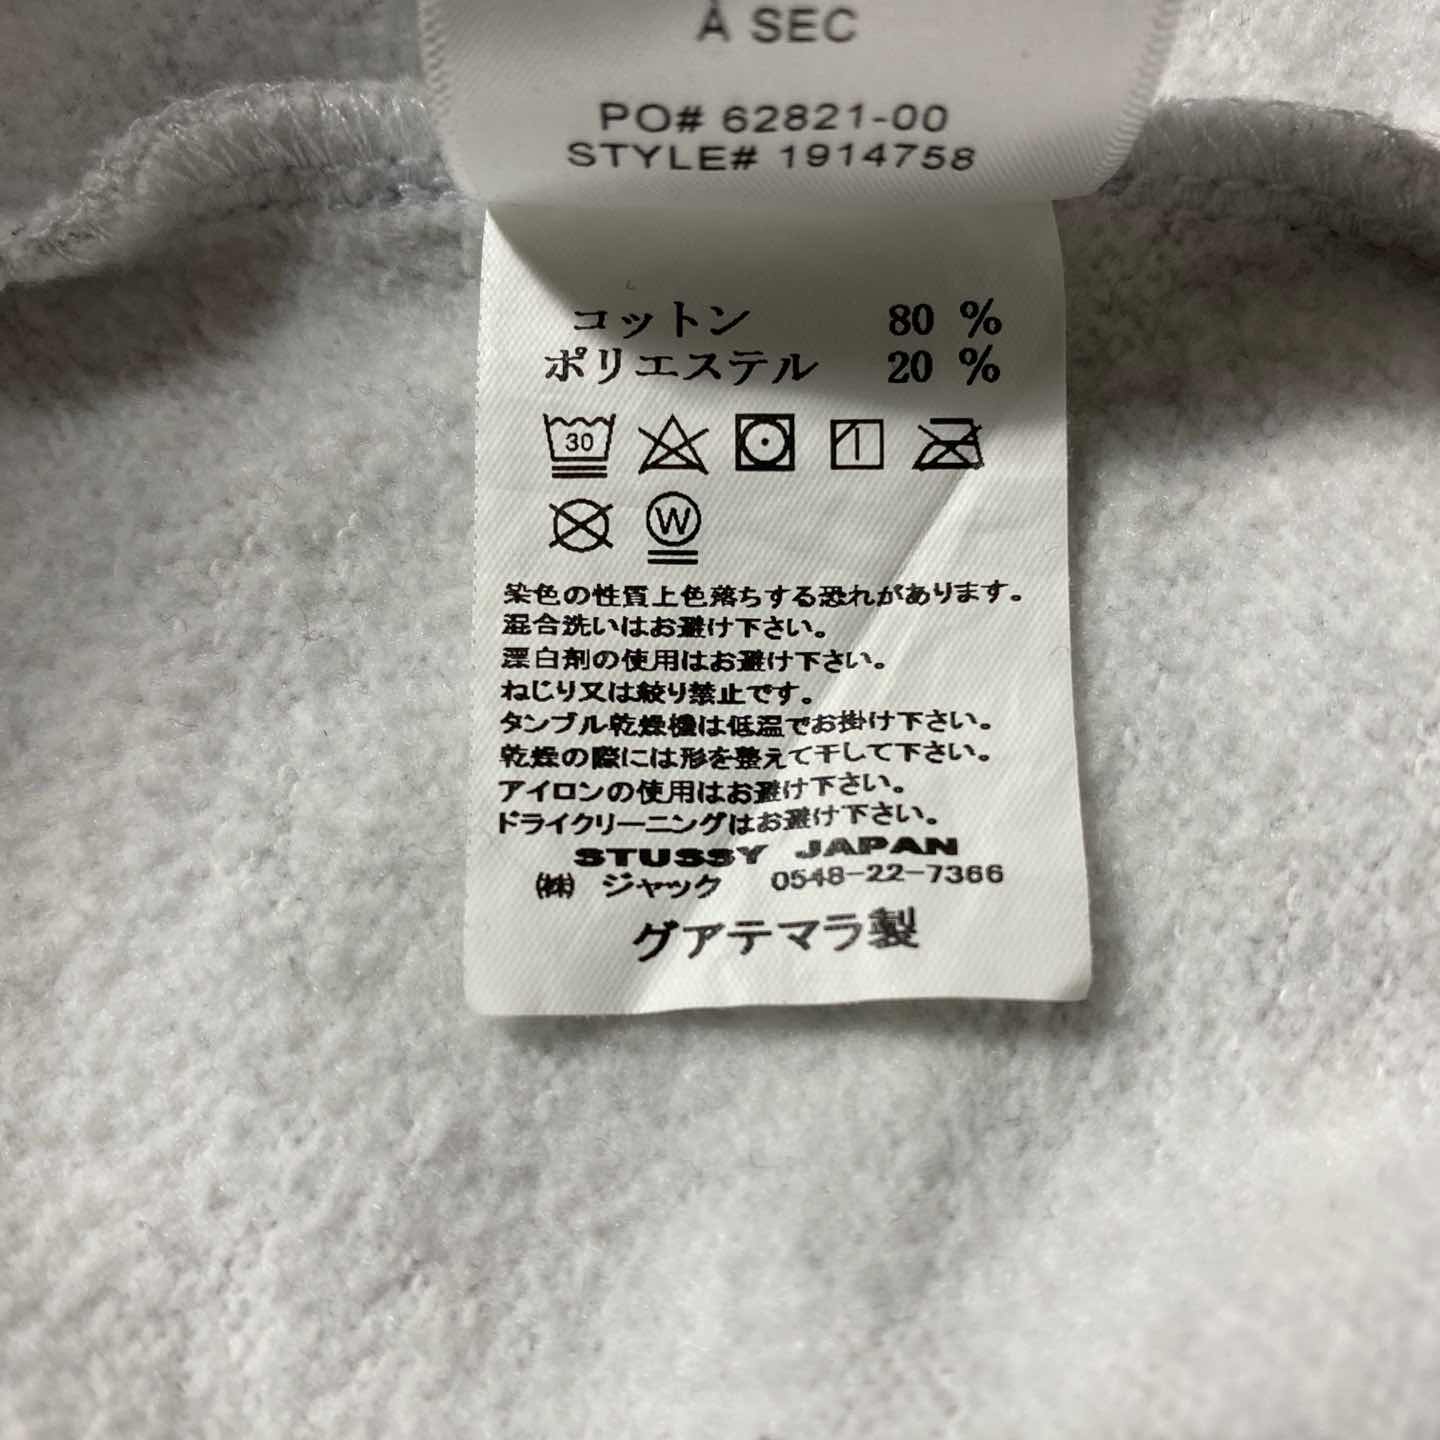 À SEC
PO# 62821-00
STYLE# 1914758
コットン 80 %
ポリエステル 20 %
30
W
染色の性質上色落ちする恐れがあります。
混合洗いはお避け下さい。
漂白剤の使用はお避け下さい。
ねじり又は絞り禁止です。
タンブル乾燥機は低温でお掛け下さい。
乾燥の際には形を整えて干して下さい。
アイロンの使用はお避け下さい。
ドライクリーニングはお避け下さい。
STUSSY JAPAN
㈱ ジャック 0548-22-7366
グアテマラ製